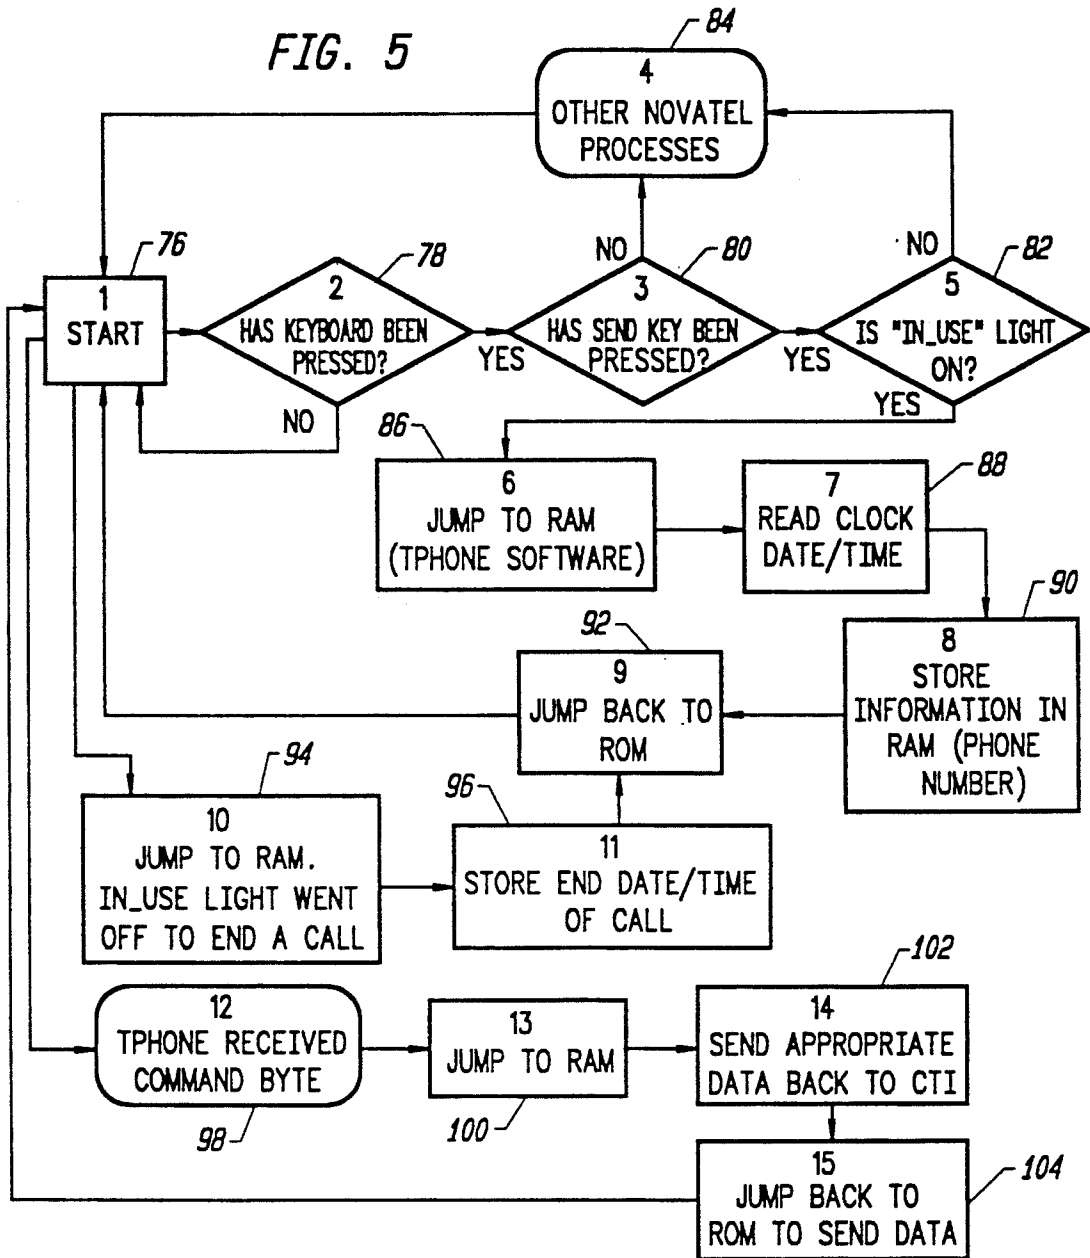 FIG. 5
84
4
OTHER NOVATEL
PROCESSES
76
1
START
78
2
HAS KEYBOARD BEEN
PRESSED?
YES
NO
NO
80
3
HAS SEND KEY BEEN
PRESSED?
YES
NO
82
5
IS "IN_USE" LIGHT
ON?
YES
86
6
JUMP TO RAM
(TPHONE SOFTWARE)
88
7
READ CLOCK
DATE/TIME
90
8
STORE
INFORMATION IN
RAM (PHONE
NUMBER)
92
9
JUMP BACK TO
ROM
94
10
JUMP TO RAM.
IN_USE LIGHT WENT
OFF TO END A CALL
96
11
STORE END DATE/TIME
OF CALL
12
TPHONE RECEIVED
COMMAND BYTE
98
13
JUMP TO RAM
100
102
14
SEND APPROPRIATE
DATA BACK TO CTI
104
15
JUMP BACK TO
ROM TO SEND DATA